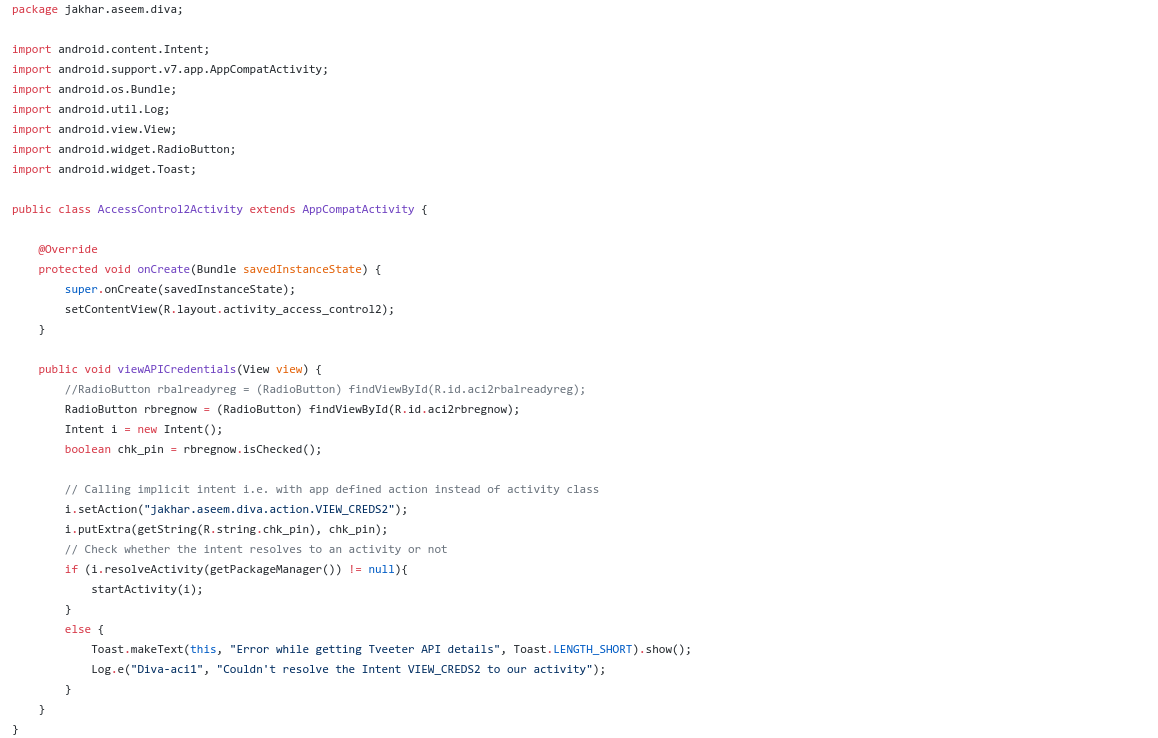 package jakhar.aseem.diva;
import android.content.Intent;
import android.support.v7.app.AppCompatActivity;
import android.os.Bundle;
import android.util.Log;
import android.view.View;
import android.widget.RadioButton;
import android.widget.Toast;
public class AccessControl2Activity extends AppCompatActivity {
    @Override
    protected void onCreate(Bundle savedInstanceState) {
        super.onCreate(savedInstanceState);
        setContentView(R.layout.activity_access_control2);
    }
    public void viewAPICredentials(View view) {
        //RadioButton rbalreadyreg = (RadioButton) findViewById(R.id.aci2rbalreadyreg);
        RadioButton rbregnow = (RadioButton) findViewById(R.id.aci2rbregnow);
        Intent i = new Intent();
        boolean chk_pin = rbregnow.isChecked();
        // Calling implicit intent i.e. with app defined action instead of activity class
        i.setAction("jakhar.aseem.diva.action.VIEW_CREDS2");
        i.putExtra(getString(R.string.chk_pin), chk_pin);
        // Check whether the intent resolves to an activity or not
        if (i.resolveActivity(getPackageManager()) != null){
            startActivity(i);
        }
        else {
            Toast.makeText(this, "Error while getting Tveeter API details", Toast.LENGTH_SHORT).show();
            Log.e("Diva-aci1", "Couldn't resolve the Intent VIEW_CREDS2 to our activity");
        }
    }
}